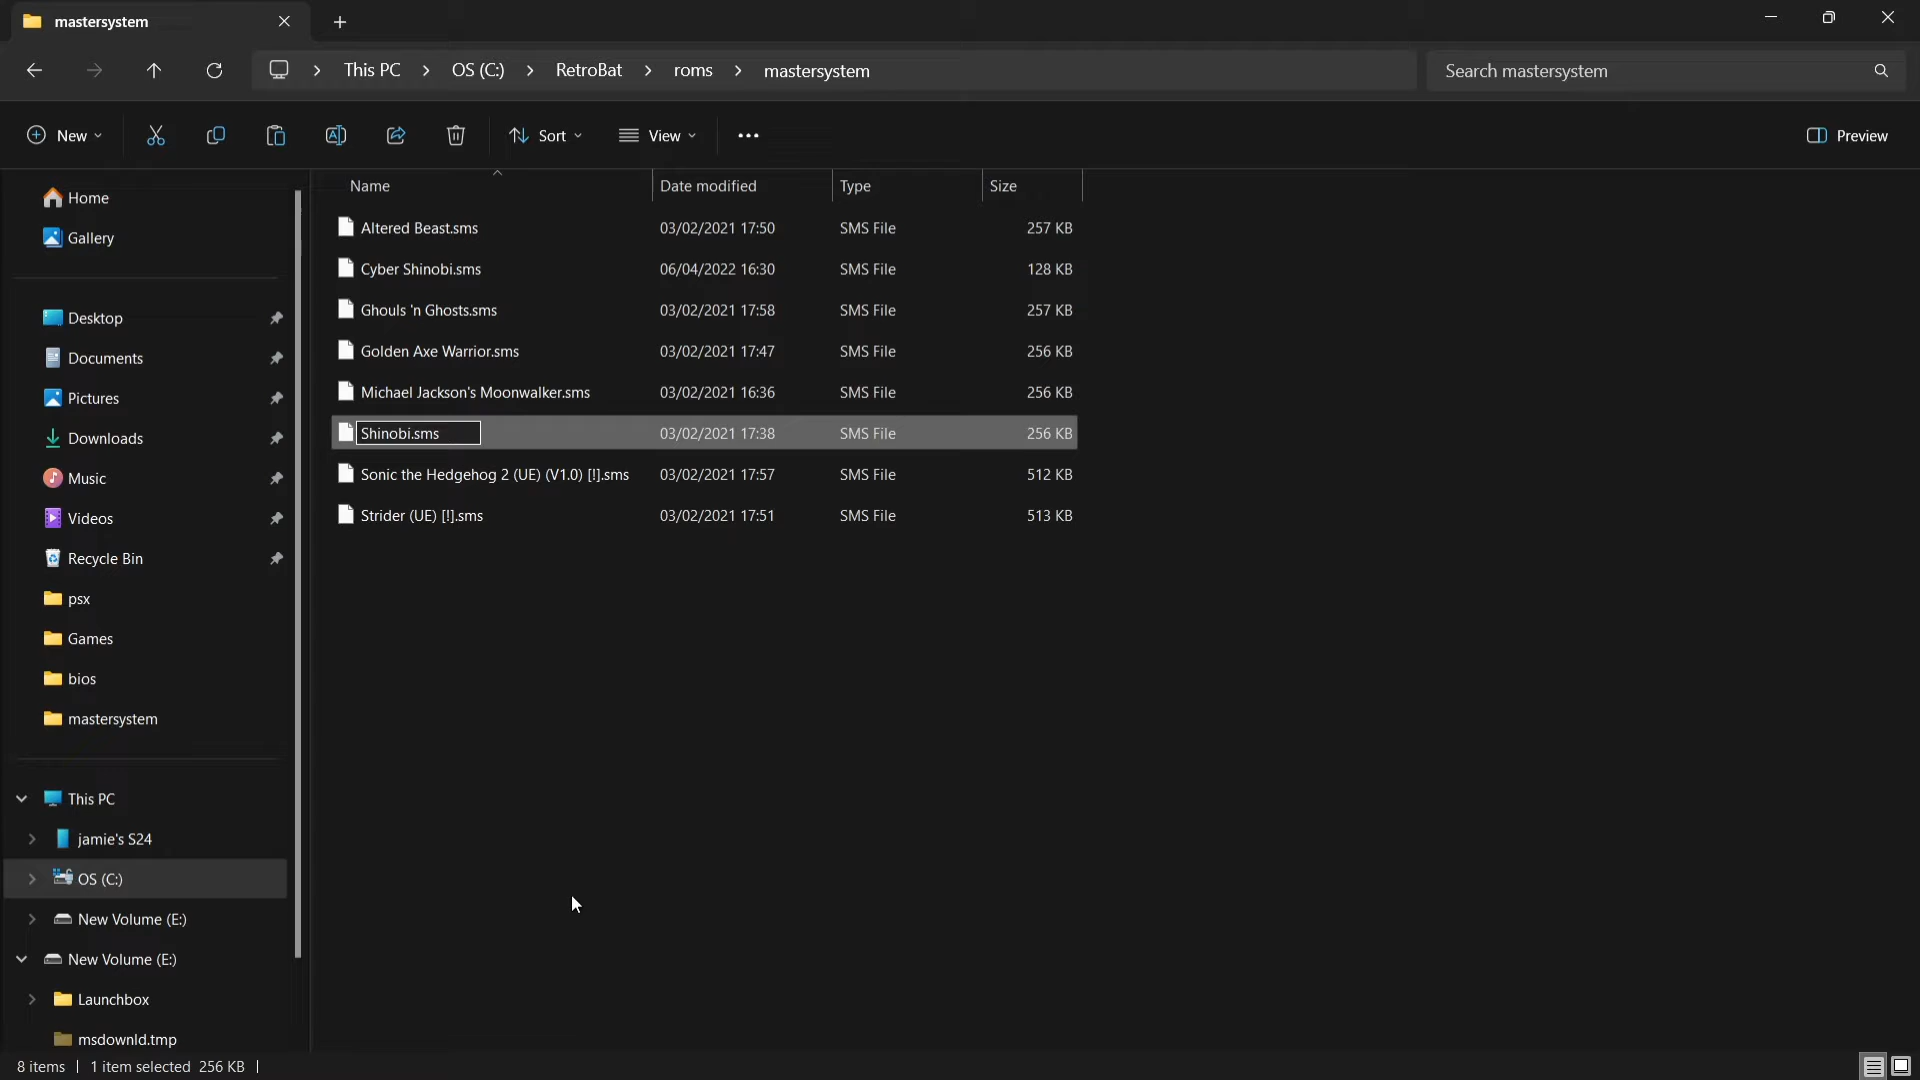 mastersystem
This PC
OS (C:)
RetroBat
roms
mastersystem
Search mastersystem
New
Sort
View
Preview
Name
Date modified
Type
Size
Home
Gallery
Desktop
Documents
Pictures
Downloads
Music
Videos
Recycle Bin
psx
Games
bios
mastersystem
This PC
jamie's S24
OS (C:)
New Volume (E:)
New Volume (E:)
Launchbox
msdownld.tmp
Altered Beast.sms 03/02/2021 17:50 SMS File 257 KB
Cyber Shinobi.sms 06/04/2022 16:30 SMS File 128 KB
Ghouls 'n Ghosts.sms 03/02/2021 17:58 SMS File 257 KB
Golden Axe Warrior.sms 03/02/2021 17:47 SMS File 256 KB
Michael Jackson's Moonwalker.sms 03/02/2021 16:36 SMS File 256 KB
Shinobi.sms 03/02/2021 17:38 SMS File 256 KB
Sonic the Hedgehog 2 (UE) (V1.0) [!].sms 03/02/2021 17:57 SMS File 512 KB
Strider (UE) [!].sms 03/02/2021 17:51 SMS File 513 KB
8 items | 1 item selected 256 KB |